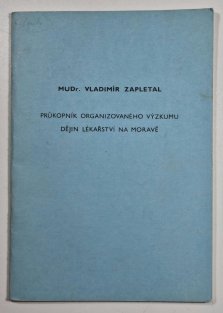 MUDr. VLADIMÍR ZAPLETAL
PRŮKOPNÍK ORGANIZOVANÉHO VÝZKUMU
DĚJIN LÉKAŘSTVÍ NA MORAVĚ